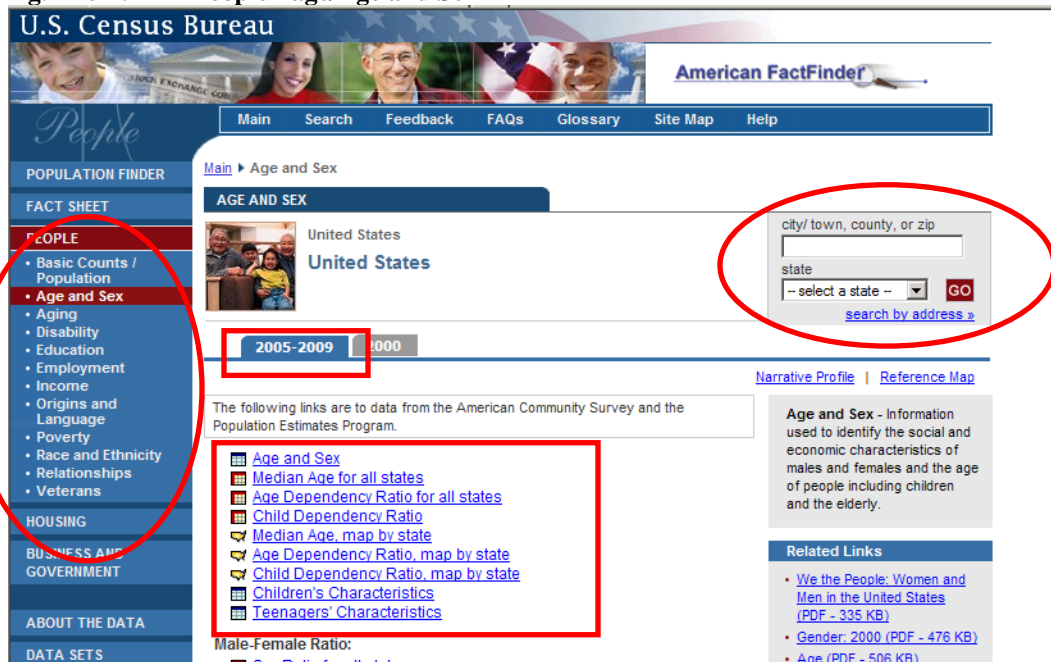 U.S. Census Bureau
STOCK EXCHANGE
American FactFinder
People
Main Search Feedback FAQs Glossary Site Map Help
POPULATION FINDER
FACT SHEET
PEOPLE
• Basic Counts /
Population
• Age and Sex
• Aging
• Disability
• Education
• Employment
• Income
• Origins and
Language
• Poverty
• Race and Ethnicity
• Relationships
• Veterans
HOUSING
BUSINESS AND
GOVERNMENT
ABOUT THE DATA
DATA SETS
Main ▶ Age and Sex
AGE AND SEX
United States
United States
city/ town, county, or zip
state
-- select a state -- GO
search by address »
2005-2009 2000
Narrative Profile | Reference Map
The following links are to data from the American Community Survey and the
Population Estimates Program.
Age and Sex
Median Age for all states
Age Dependency Ratio for all states
Child Dependency Ratio
Median Age, map by state
Age Dependency Ratio, map by state
Child Dependency Ratio, map by state
Children's Characteristics
Teenagers' Characteristics
Male-Female Ratio:
Age and Sex - Information
used to identify the social and
economic characteristics of
males and females and the age
of people including children
and the elderly.
Related Links
• We the People: Women and
Men in the United States
(PDF - 335 KB)
• Gender: 2000 (PDF - 476 KB)
• Age (PDF - 506 KB)